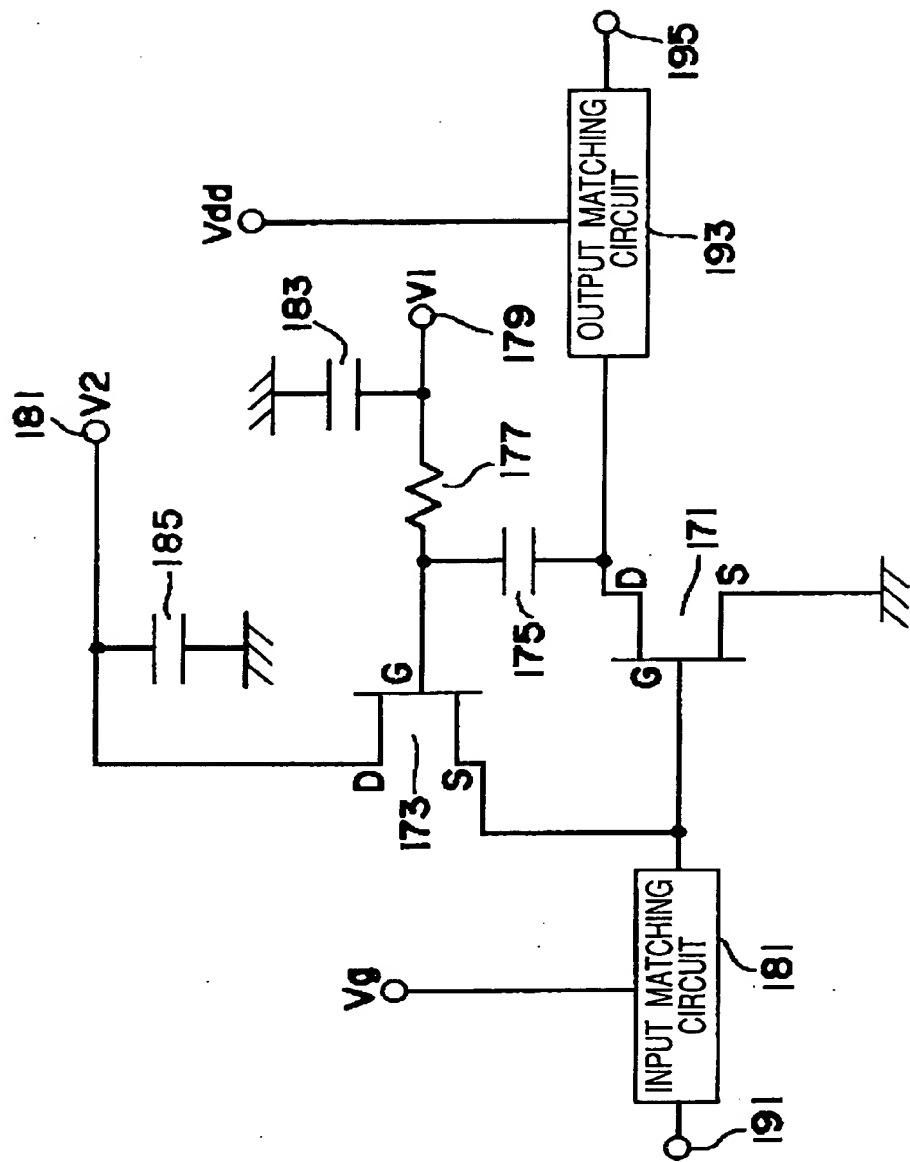 181
V2
185
Vdd
183
V1
179
177
195
OUTPUT MATCHING
CIRCUIT
193
G
D
S
173
175
D
G
S
171
Vg
INPUT MATCHING
CIRCUIT
181
191